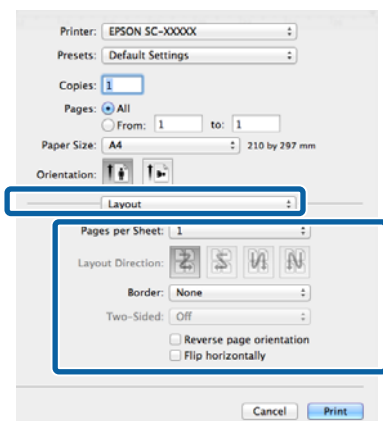 Printer: EPSON SC-XXXXX
Presets: Default Settings
Copies: 1
Pages: All
From: 1 to: 1
Paper Size: A4 210 by 297 mm
Orientation:
Layout
Pages per Sheet: 1
Layout Direction:
Border: None
Two-Sided: Off
Reverse page orientation
Flip horizontally
Cancel Print